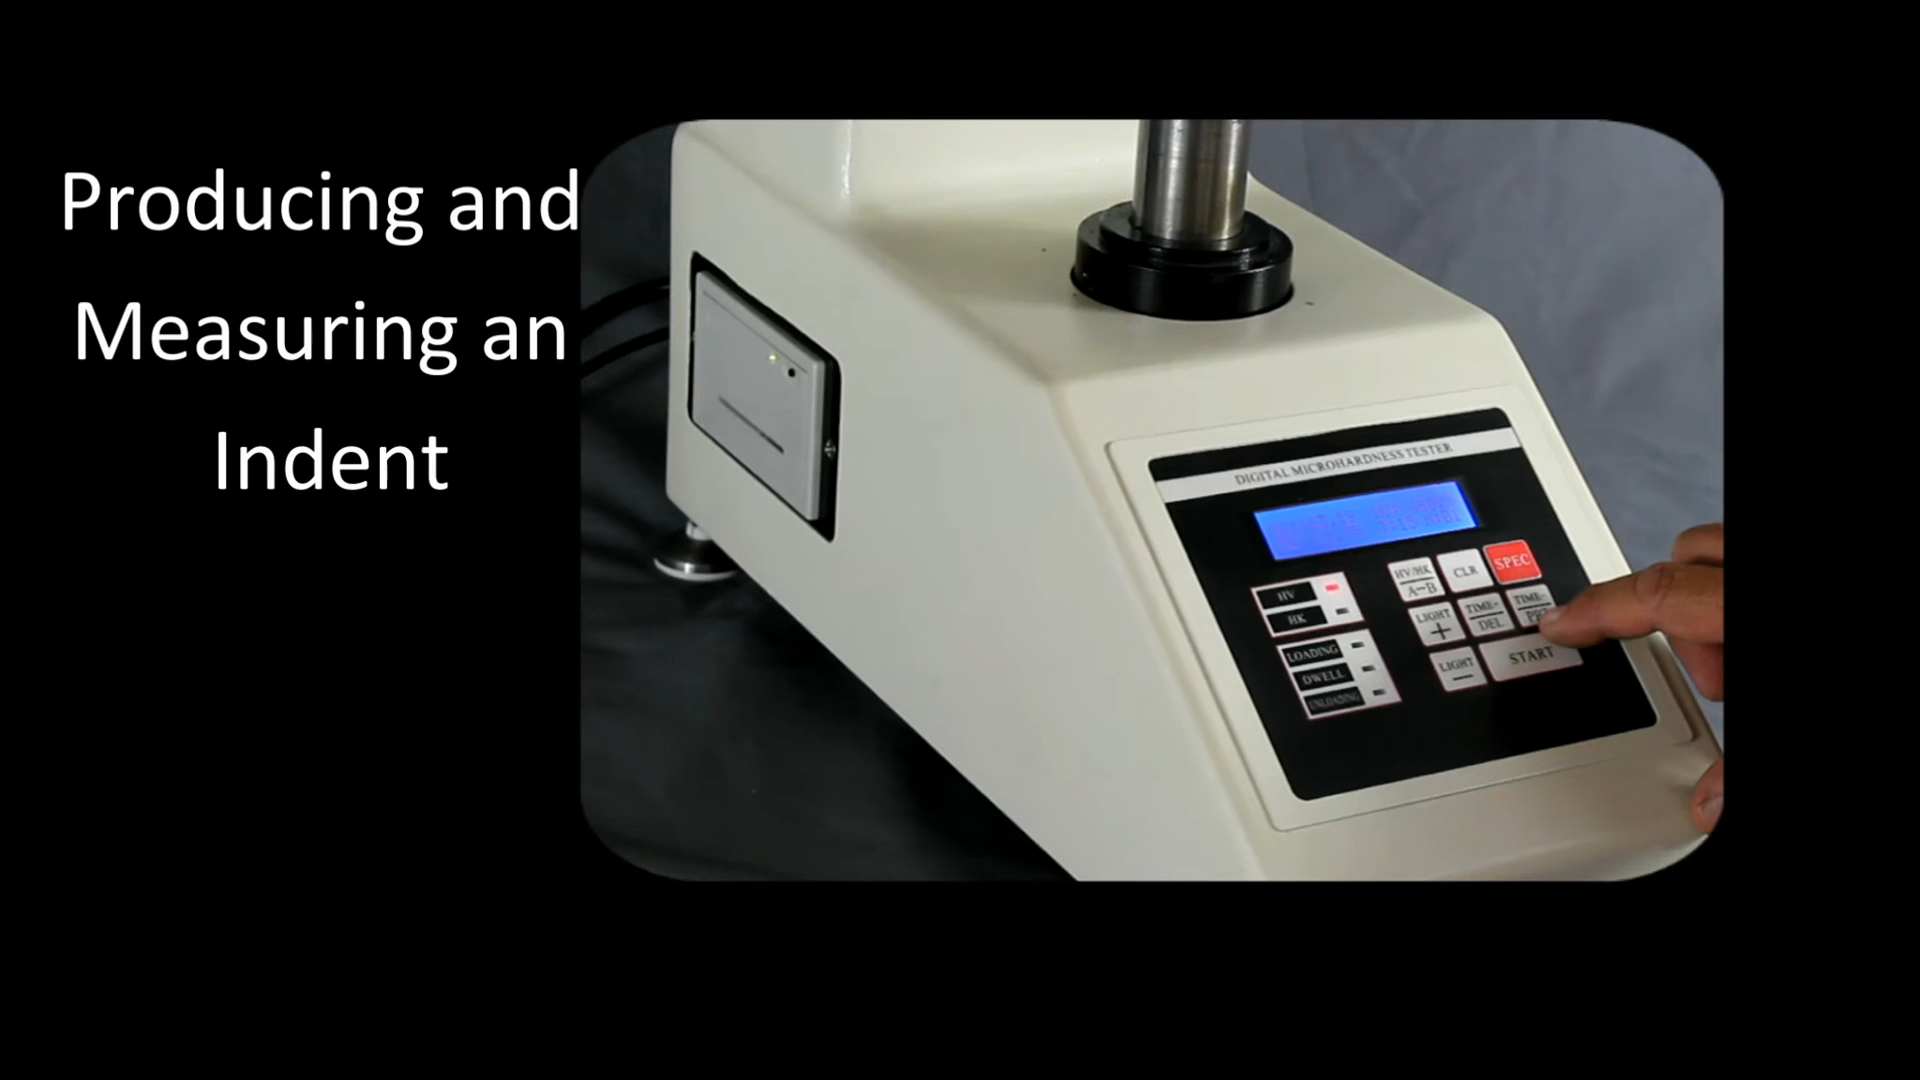 Producing and
Measuring an
Indent
DIGITAL MICROHARDNESS TESTER
HV/HK
A↔B
CLR
SPEC
HV
HK
LIGHT
+
TIME+
DEL
TIME-
LOADING
DWELL
UNLOADING
LIGHT
—
START